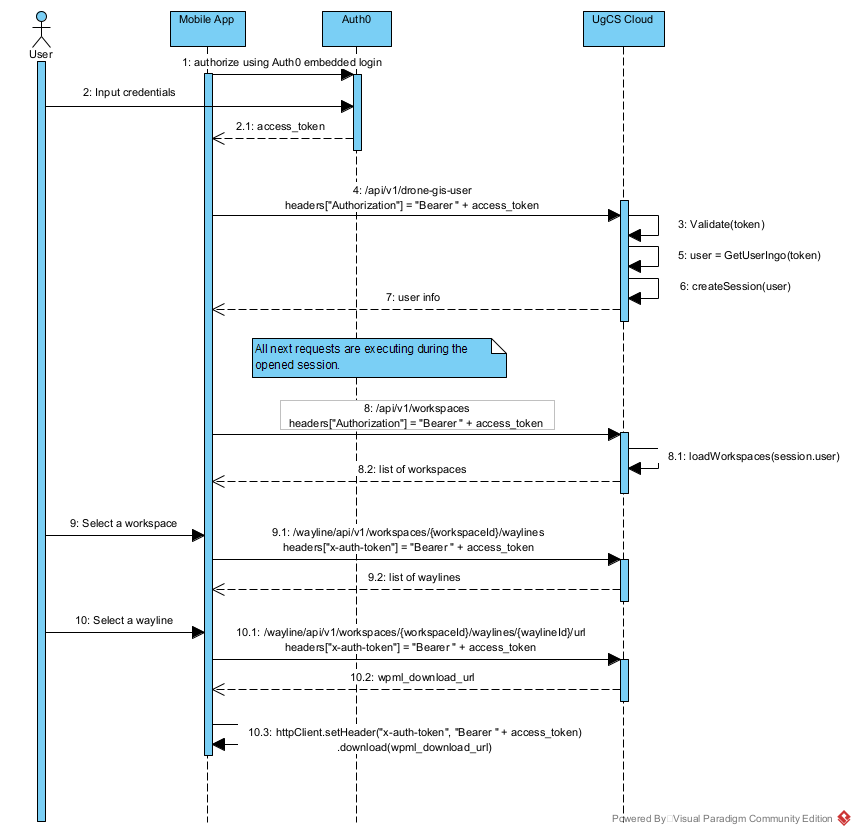 Mobile App
Auth0
UgCS Cloud
User
1: authorize using Auth0 embedded login
2: Input credentials
2.1: access_token
4: /api/v1/drone-gis-user
headers["Authorization"] = "Bearer " + access_token
3: Validate(token)
5: user = GetUserIngo(token)
6: createSession(user)
7: user info
All next requests are executing during the
opened session.
8: /api/v1/workspaces
headers["Authorization"] = "Bearer " + access_token
8.1: loadWorkspaces(session.user)
8.2: list of workspaces
9: Select a workspace
9.1: /wayline/api/v1/workspaces/{workspaceId}/waylines
headers["x-auth-token"] = "Bearer " + access_token
9.2: list of waylines
10: Select a wayline
10.1: /wayline/api/v1/workspaces/{workspaceId}/waylines/{waylineId}/url
headers["x-auth-token"] = "Bearer " + access_token
10.2: wpml_download_url
10.3: httpClient.setHeader("x-auth-token", "Bearer " + access_token)
.download(wpml_download_url)
Powered By Visual Paradigm Community Edition